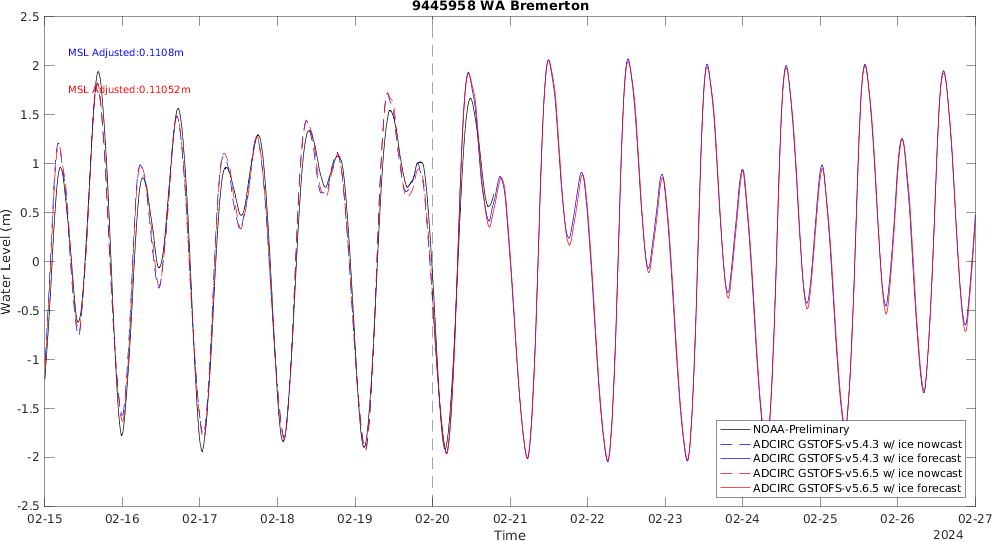 9445958 WA Bremerton
MSL Adjusted:0.1108m
MSL Adjusted:0.11052m
Water Level (m)
2.5
2
1.5
1
0.5
0
-0.5
-1
-1.5
-2
-2.5
NOAA-Preliminary
ADCIRC GSTOFS-v5.4.3 w/ ice nowcast
ADCIRC GSTOFS-v5.4.3 w/ ice forecast
ADCIRC GSTOFS-v5.6.5 w/ ice nowcast
ADCIRC GSTOFS-v5.6.5 w/ ice forecast
02-15 02-16 02-17 02-18 02-19 02-20 02-21 02-22 02-23 02-24 02-25 02-26 02-27
Time
2024